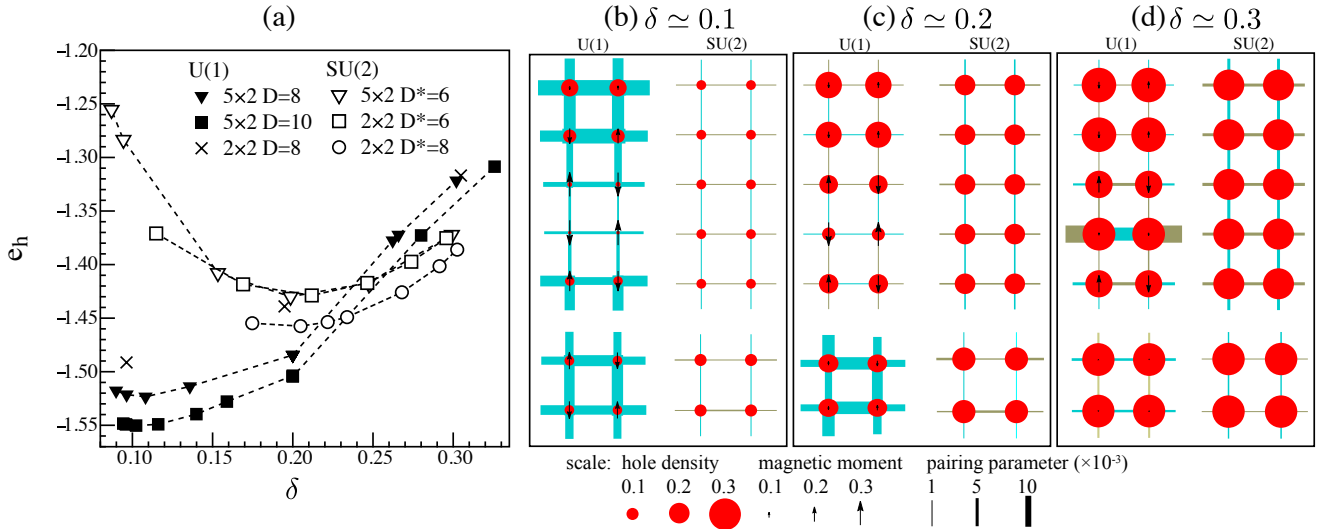 (a)
(b) δ ≃ 0.1
(c) δ ≃ 0.2
(d) δ ≃ 0.3
U(1) SU(2)
U(1) SU(2)
U(1) SU(2)
U(1) SU(2)
5×2 D=8 5×2 D*=6
5×2 D=10 2×2 D*=6
2×2 D=8 2×2 D*=8
e_h
−1.20
−1.25
−1.30
−1.35
−1.40
−1.45
−1.50
−1.55
0.10 0.15 0.20 0.25 0.30
δ
scale: hole density magnetic moment pairing parameter (×10⁻³)
0.1 0.2 0.3 0.1 0.2 0.3 1 5 10